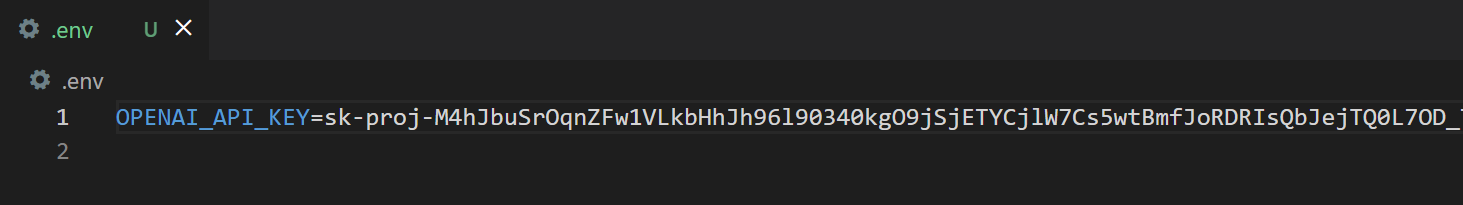 .env U ×
.env
1 OPENAI_API_KEY=sk-proj-M4hJbuSrOqnZFw1VLkbHhJh96l90340kgO9jSjETYCjlW7Cs5wtBmfJoRDRIsQbJejTQ0L7OD_
2